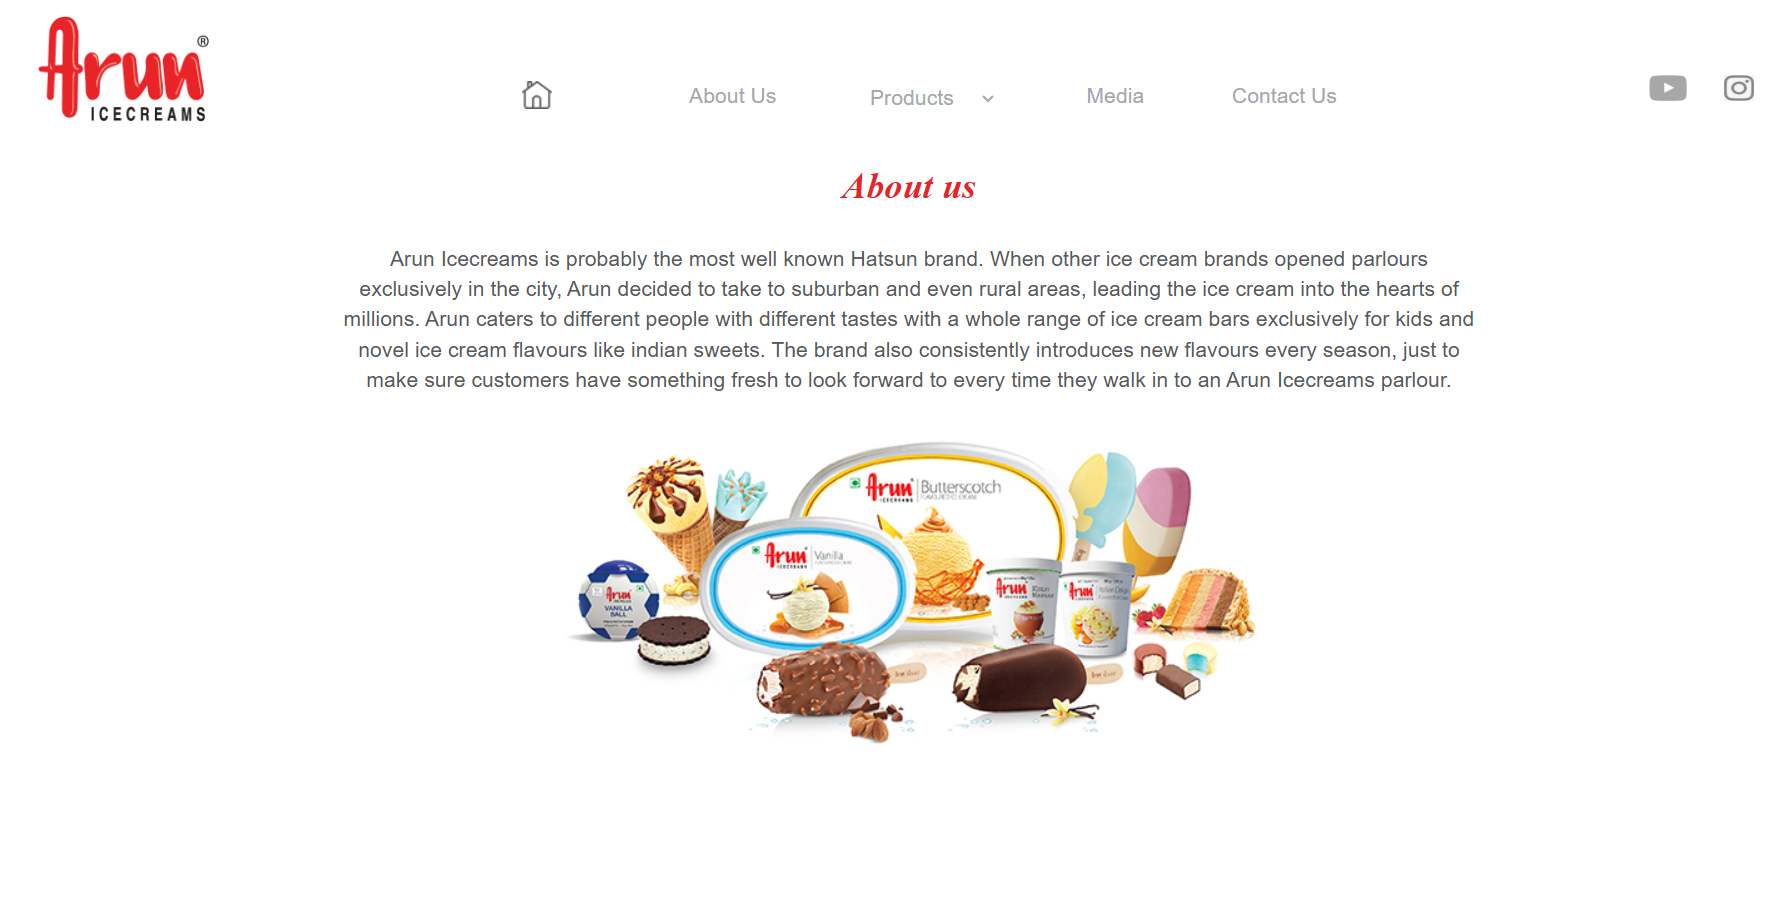 Arun®
ICECREAMS
About Us
Products
Media
Contact Us
About us
Arun Icecreams is probably the most well known Hatsun brand. When other ice cream brands opened parlours
exclusively in the city, Arun decided to take to suburban and even rural areas, leading the ice cream into the hearts of
millions. Arun caters to different people with different tastes with a whole range of ice cream bars exclusively for kids and
novel ice cream flavours like indian sweets. The brand also consistently introduces new flavours every season, just to
make sure customers have something fresh to look forward to every time they walk in to an Arun Icecreams parlour.
Arun Butterscotch
ICECREAMS
Arun Vanilla
ICECREAMS
Arun
VANILLA
BALL
Arun
Arun